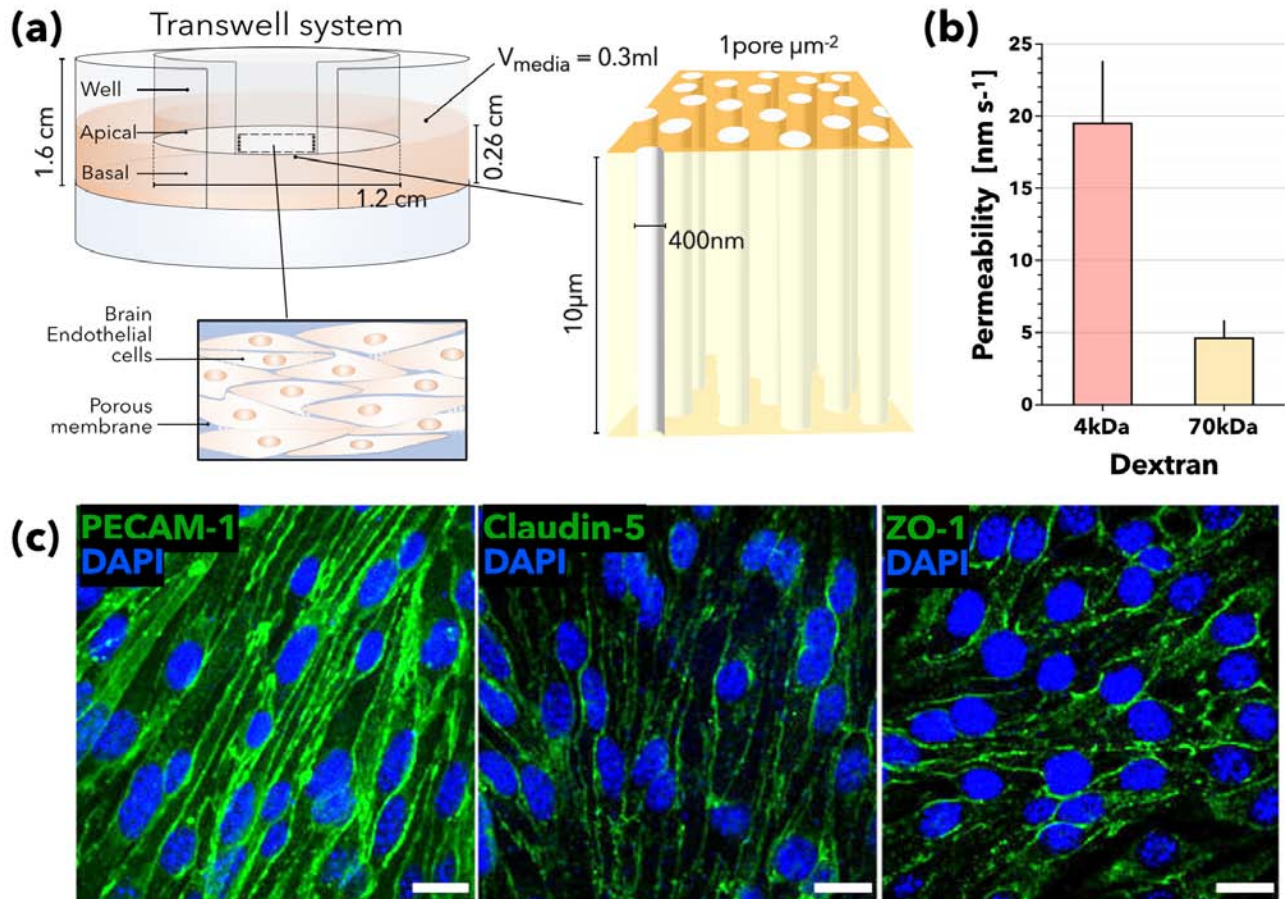 (a)
Transwell system
Well
Apical
Basal
1.6 cm
V media = 0.3ml
0.26 cm
1.2 cm
Brain
Endothelial
cells
Porous
membrane
1pore µm-2
400nm
10µm
(b)
Permeability [nm s-1]
25
20
15
10
5
0
4kDa
70kDa
Dextran
(c)
PECAM-1
DAPI
Claudin-5
DAPI
ZO-1
DAPI